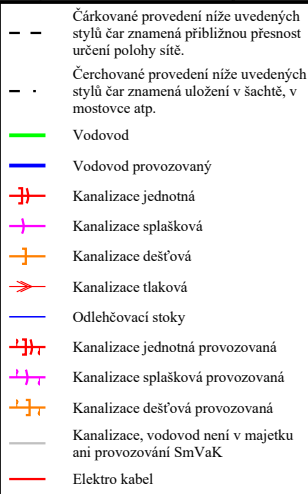 Čárkované provedení níže uvedených
stylů čar znamená přibližnou přesnost
určení polohy sítě.
Čerchované provedení níže uvedených
stylů čar znamená uložení v šachtě, v
mostovce atp.
Vodovod
Vodovod provozovaný
Kanalizace jednotná
Kanalizace splašková
Kanalizace dešťová
Kanalizace tlaková
Odlehčovací stoky
Kanalizace jednotná provozovaná
Kanalizace splašková provozovaná
Kanalizace dešťová provozovaná
Kanalizace, vodovod není v majetku
ani provozování SmVaK
Elektro kabel